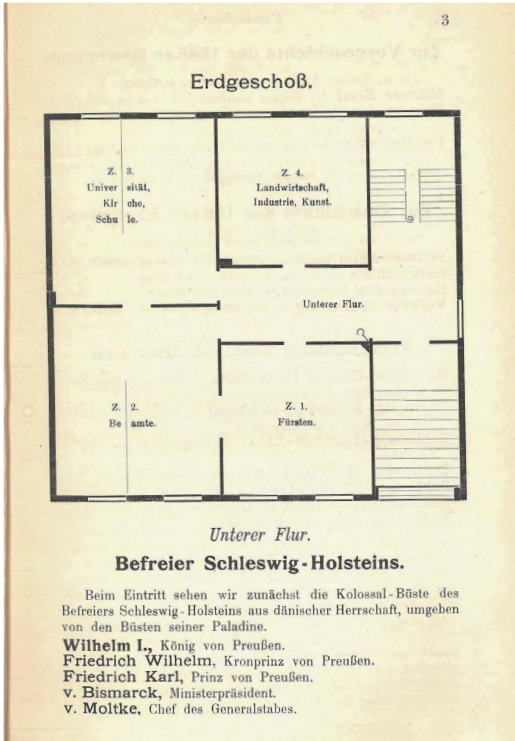 3
Erdgeschoß.
Z. 3.
Univer sität,
Kir che,
Schu le.
Z. 4.
Landwirtschaft,
Industrie, Kunst.
Unterer Flur.
Z. 2.
Be amte.
Z. 1.
Fürsten.
Unterer Flur.
Befreier Schleswig-Holsteins.
Beim Eintritt sehen wir zunächst die Kolossal-Büste des
Befreiers Schleswig-Holsteins aus dänischer Herrschaft, umgeben
von den Büsten seiner Paladine.
Wilhelm I., König von Preußen.
Friedrich Wilhelm, Kronprinz von Preußen.
Friedrich Karl, Prinz von Preußen.
v. Bismarck, Ministerpräsident.
v. Moltke, Chef des Generalstabes.